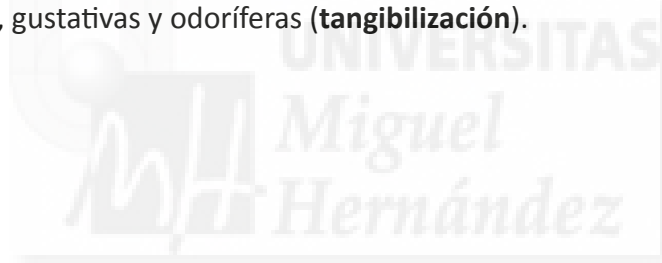 , gustativas y odoríferas (tangibilización).
UNIVERSITAS
Miguel
Hernández